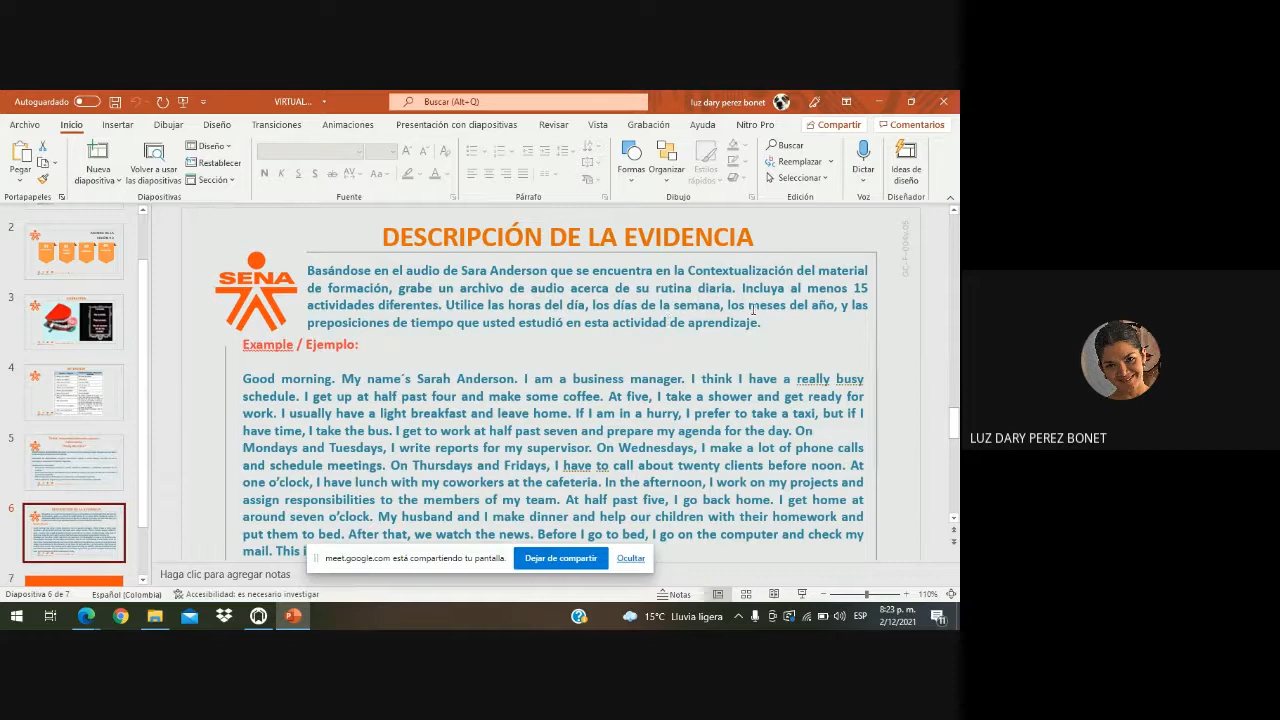 Autoguardado
VIRTUAL...
Buscar (Alt+Q)
luz dary perez bonet
Archivo Inicio Insertar Dibujar Diseño Transiciones Animaciones Presentación con diapositivas Revisar Vista Grabación Ayuda Nitro Pro Compartir Comentarios
Pegar
Nueva diapositiva
Volver a usar las diapositivas
Diseño
Restablecer
Sección
N K S S ab AV Aa
Formas Organizar Estilos rápidos
Buscar
Reemplazar
Seleccionar
Dictar
Ideas de diseño
Portapapeles Diapositivas Fuente Párrafo Dibujo Edición Voz Diseñador
2
3
4
5
6
7
DESCRIPCIÓN DE LA EVIDENCIA
GC-F-004V.05
SENA
Basándose en el audio de Sara Anderson que se encuentra en la Contextualización del material
de formación, grabe un archivo de audio acerca de su rutina diaria. Incluya al menos 15
actividades diferentes. Utilice las horas del día, los días de la semana, los meses del año, y las
preposiciones de tiempo que usted estudió en esta actividad de aprendizaje.
Example / Ejemplo:
Good morning. My name´s Sarah Anderson. I am a business manager. I think I have a really busy
schedule. I get up at half past four and make some coffee. At five, I take a shower and get ready for
work. I usually have a light breakfast and leave home. If I am in a hurry, I prefer to take a taxi, but if I
have time, I take the bus. I get to work at half past seven and prepare my agenda for the day. On
Mondays and Tuesdays, I write reports for my supervisor. On Wednesdays, I make a lot of phone calls
and schedule meetings. On Thursdays and Fridays, I have to call about twenty clients before noon. At
one o’clock, I have lunch with my coworkers at the cafeteria. In the afternoon, I work on my projects and
assign responsibilities to the members of my team. At half past five, I go back home. I get home at
around seven o’clock. My husband and I make dinner and help our children with their homework and
put them to bed. After that, we watch the news. Before I go to bed, I go on the computer and check my
mail. This i
meet.google.com está compartiendo tu pantalla. Dejar de compartir Ocultar
Haga clic para agregar notas
Diapositiva 6 de 7 Español (Colombia) Accesibilidad: es necesario investigar Notas 110%
15°C Lluvia ligera ESP
8:23 p. m.
2/12/2021
11
LUZ DARY PEREZ BONET